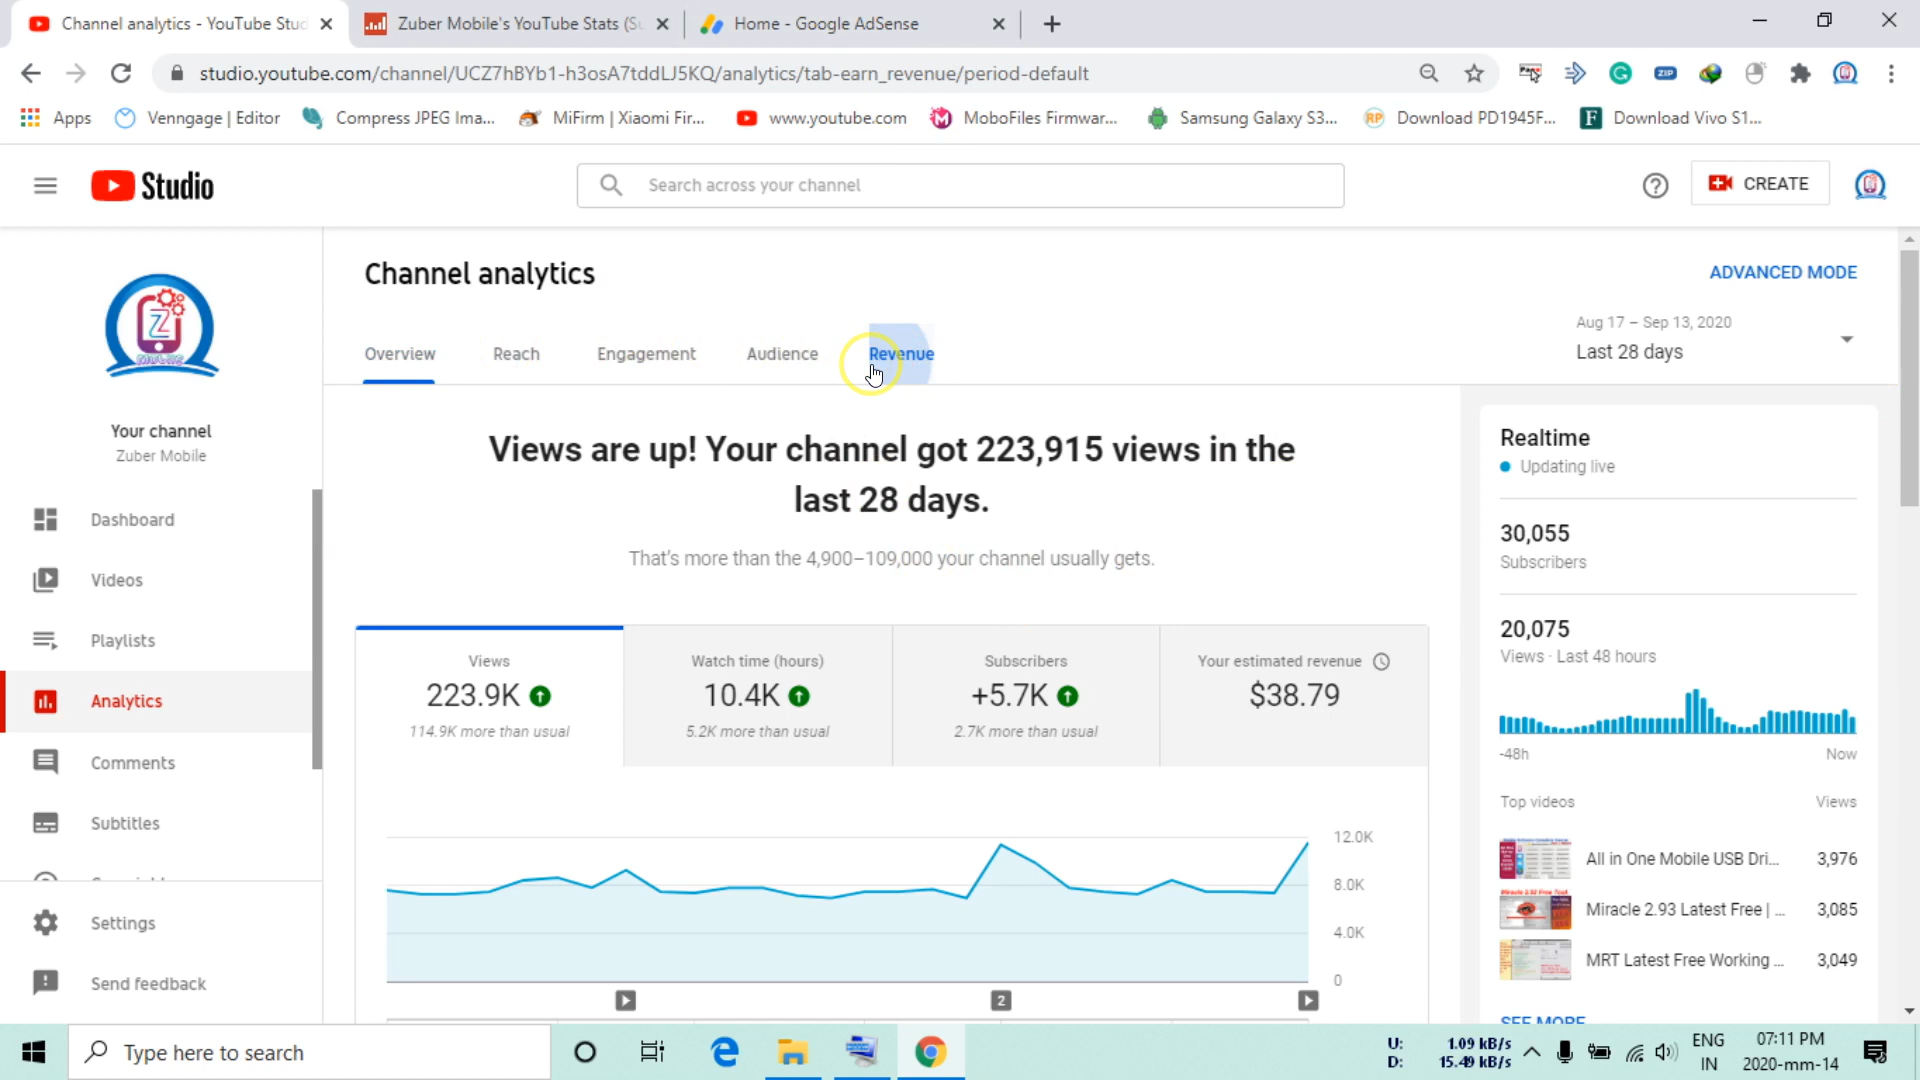 Channel analytics - YouTube Stud
Zuber Mobile's YouTube Stats (Su
Home - Google AdSense
studio.youtube.com/channel/UCZ7hBYb1-h3osA7tddLJ5KQ/analytics/tab-earn_revenue/period-default
Apps
Venngage | Editor
Compress JPEG Ima...
MiFirm | Xiaomi Fir...
www.youtube.com
MoboFiles Firmwar...
Samsung Galaxy S3...
RP
Download PD1945F...
F
Download Vivo S1...
Studio
Search across your channel
CREATE
Your channel
Zuber Mobile
Dashboard
Videos
Playlists
Analytics
Comments
Subtitles
Settings
Send feedback
Channel analytics
ADVANCED MODE
Overview
Reach
Engagement
Audience
Revenue
Aug 17 – Sep 13, 2020
Last 28 days
Views are up! Your channel got 223,915 views in the
last 28 days.
That's more than the 4,900–109,000 your channel usually gets.
Views
223.9K
114.9K more than usual
Watch time (hours)
10.4K
5.2K more than usual
Subscribers
+5.7K
2.7K more than usual
Your estimated revenue
$38.79
12.0K
8.0K
4.0K
0
2
Realtime
Updating live
30,055
Subscribers
20,075
Views · Last 48 hours
-48h
Now
Top videos
Views
All in One Mobile USB Dri...
3,976
Miracle 2.93 Latest Free | ...
3,085
MRT Latest Free Working ...
3,049
SEE MORE
Type here to search
U: 1.09 kB/s
D: 15.49 kB/s
ENG
IN
07:11 PM
2020-mm-14